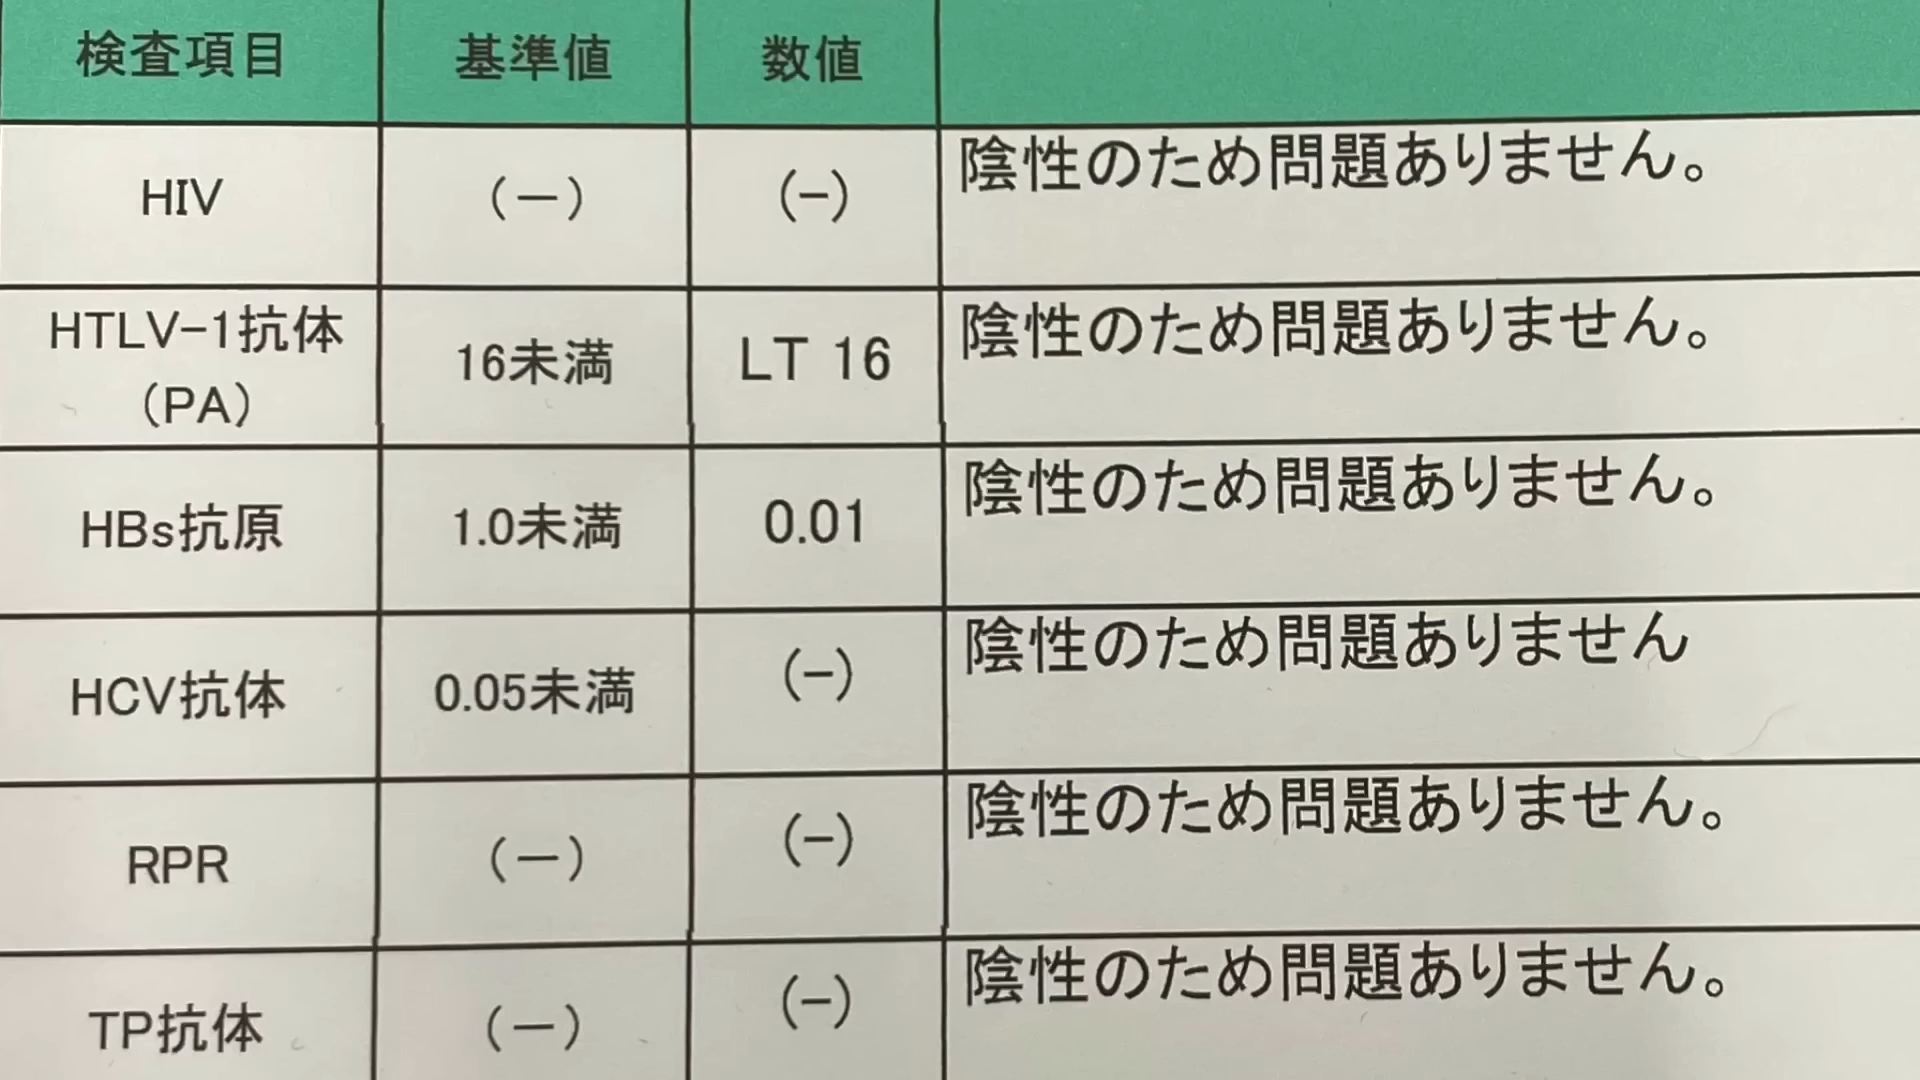 検査項目 基準値 数値
HIV （－） (-) 陰性のため問題ありません。
HTLV-1抗体（PA） 16未満 LT 16 陰性のため問題ありません。
HBs抗原 1.0未満 0.01 陰性のため問題ありません。
HCV抗体 0.05未満 (-) 陰性のため問題ありません
RPR （－） (-) 陰性のため問題ありません。
TP抗体 （－） (-) 陰性のため問題ありません。